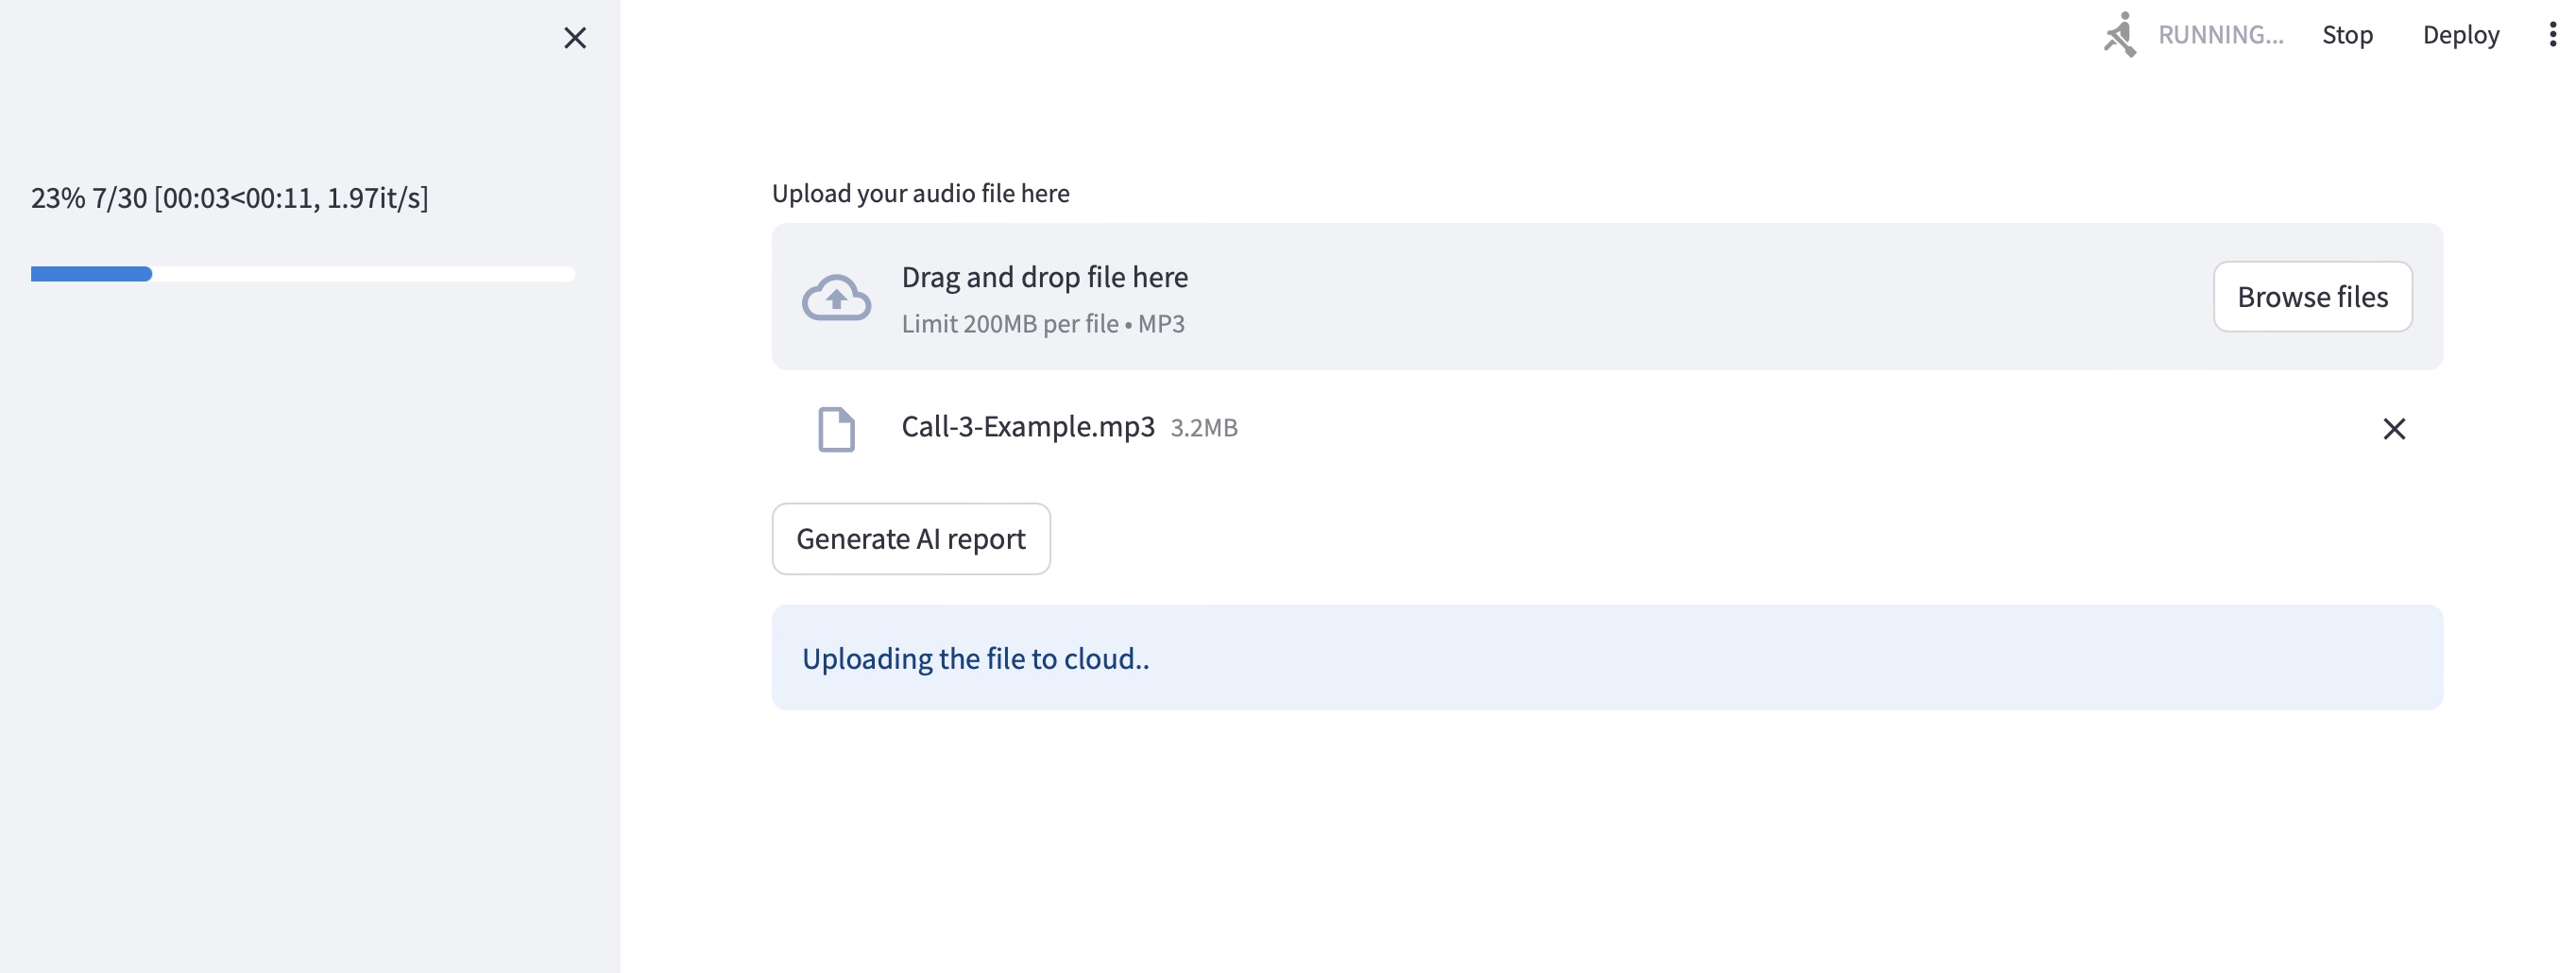 RUNNING...
Stop
Deploy
23% 7/30 [00:03<00:11, 1.97it/s]
Upload your audio file here
Drag and drop file here
Limit 200MB per file • MP3
Browse files
Call-3-Example.mp3 3.2MB
Generate AI report
Uploading the file to cloud..